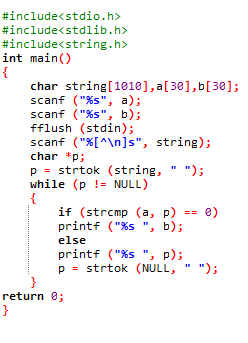 #include<stdio.h>
#include<stdlib.h>
#include<string.h>
int main()
{
    char string[1010],a[30],b[30];
    scanf ("%s", a);
    scanf ("%s", b);
    fflush (stdin);
    scanf ("%[^\n]s", string);
    char *p;
    p = strtok (string, " ");
    while (p != NULL)
    {
        if (strcmp (a, p) == 0)
        printf ("%s ", b);
        else
        printf ("%s ", p);
        p = strtok (NULL, " ");
    }
return 0;
}